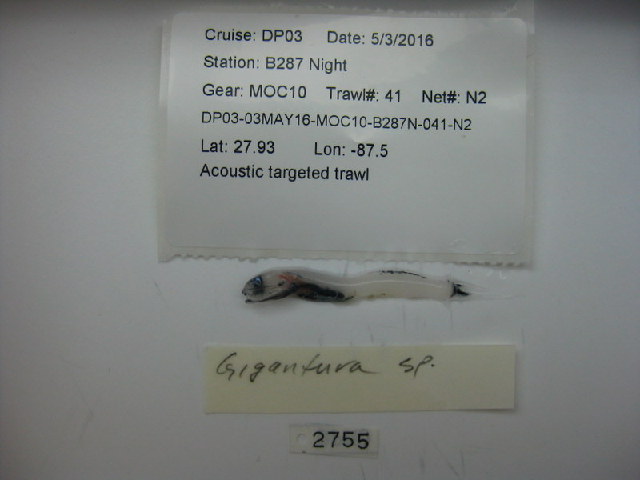 Cruise: DP03 Date: 5/3/2016
Station: B287 Night
Gear: MOC10 Trawl#: 41 Net#: N2
DP03-03MAY16-MOC10-B287N-041-N2
Lat: 27.93 Lon: -87.5
Acoustic targeted trawl
Gigantura sp.
2755